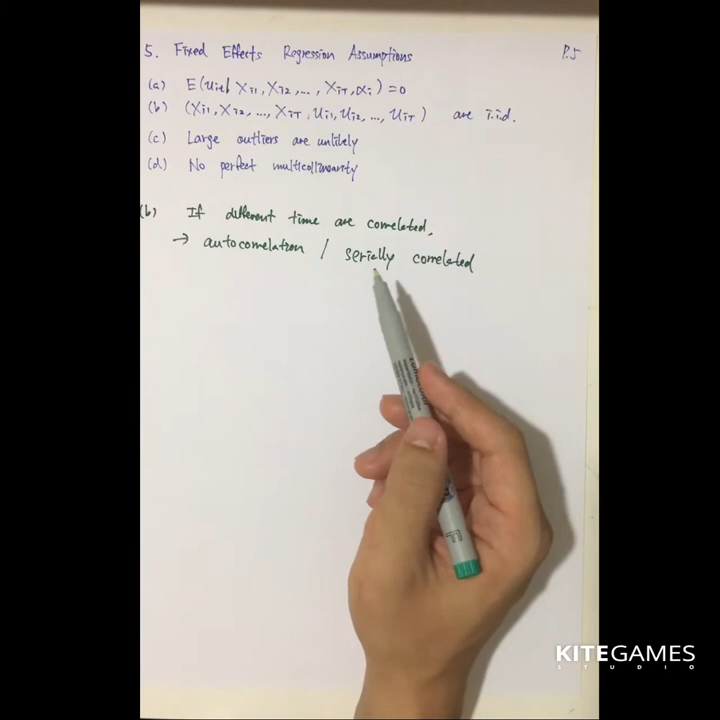 5. Fixed Effects Regression Assumptions P.5
(a) E(uit | Xi1, Xi2, ..., XiT, αi) = 0
(b) (Xi1, Xi2, ..., XiT, ui1, ui2, ..., uiT) are i.i.d.
(c) Large outliers are unlikely
(d) No perfect multicollinearity
(b) If different time are correlated,
→ autocorrelation / serially correlated
KITEGAMES
STUDIO